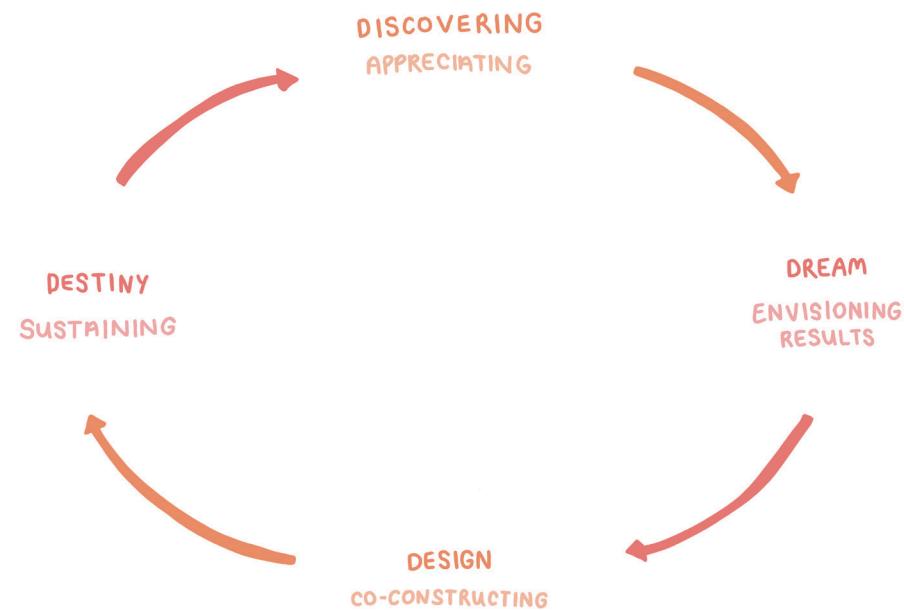 DISCOVERING
APPRECIATING
DREAM
ENVISIONING
RESULTS
DESIGN
CO-CONSTRUCTING
DESTINY
SUSTAINING